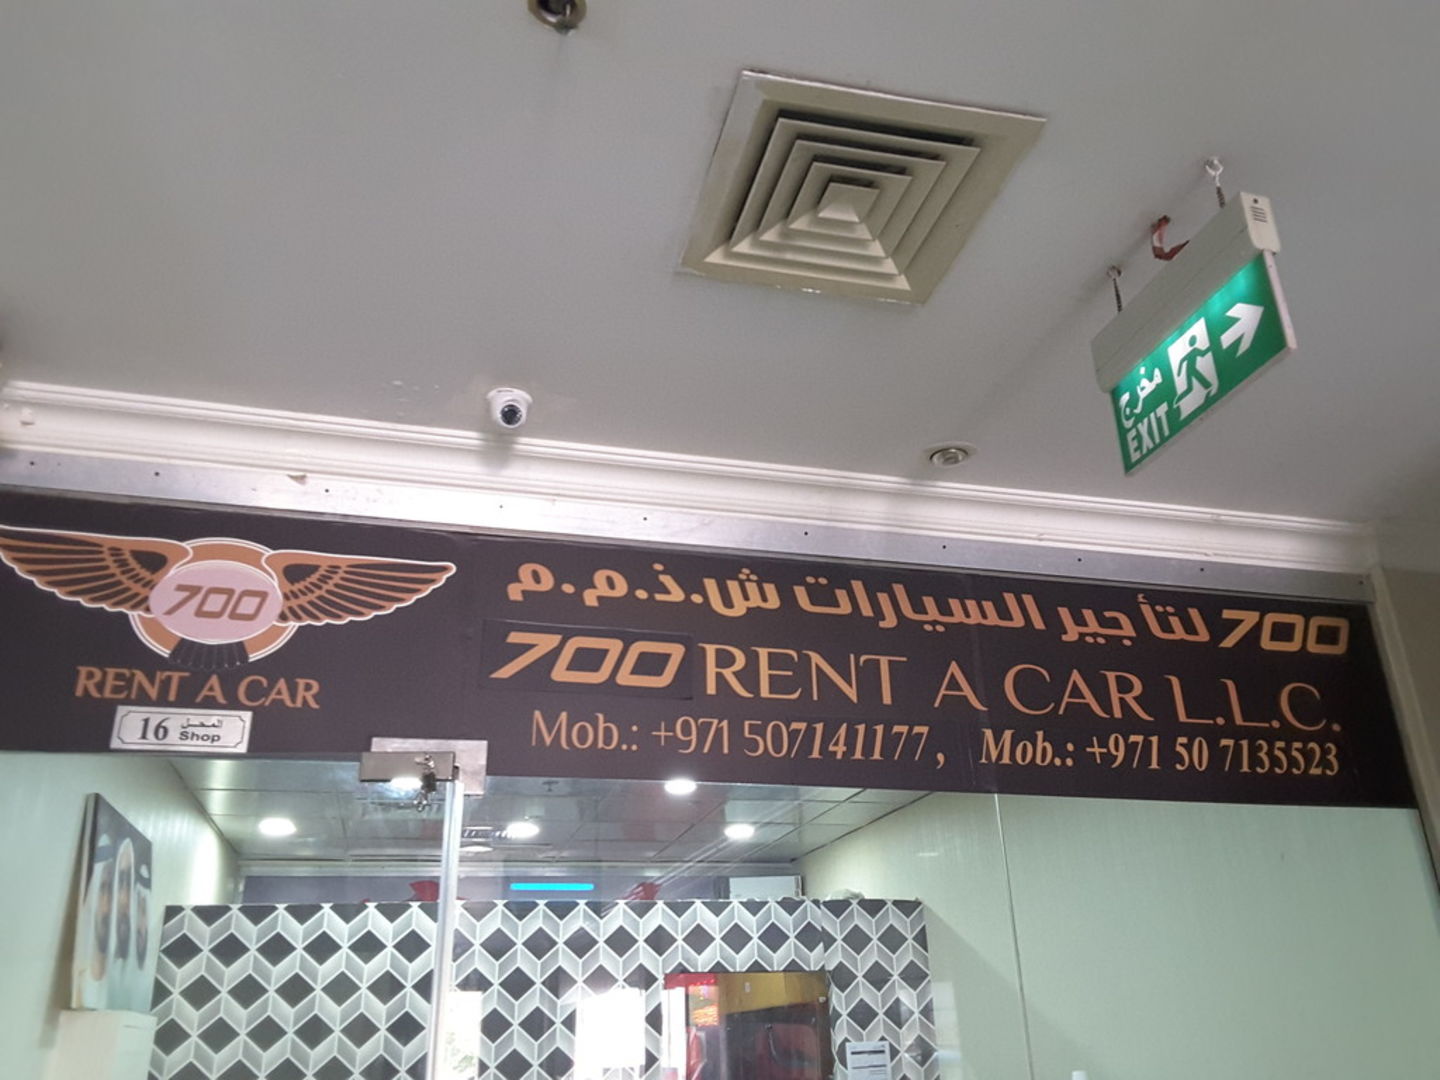 مخرج
EXIT
700
RENT A CAR
16 المحل
Shop
700 لتأجير السيارات ش.ذ.م.م
700 RENT A CAR L.L.C.
Mob.: +971 507141177, Mob.: +971 50 7135523